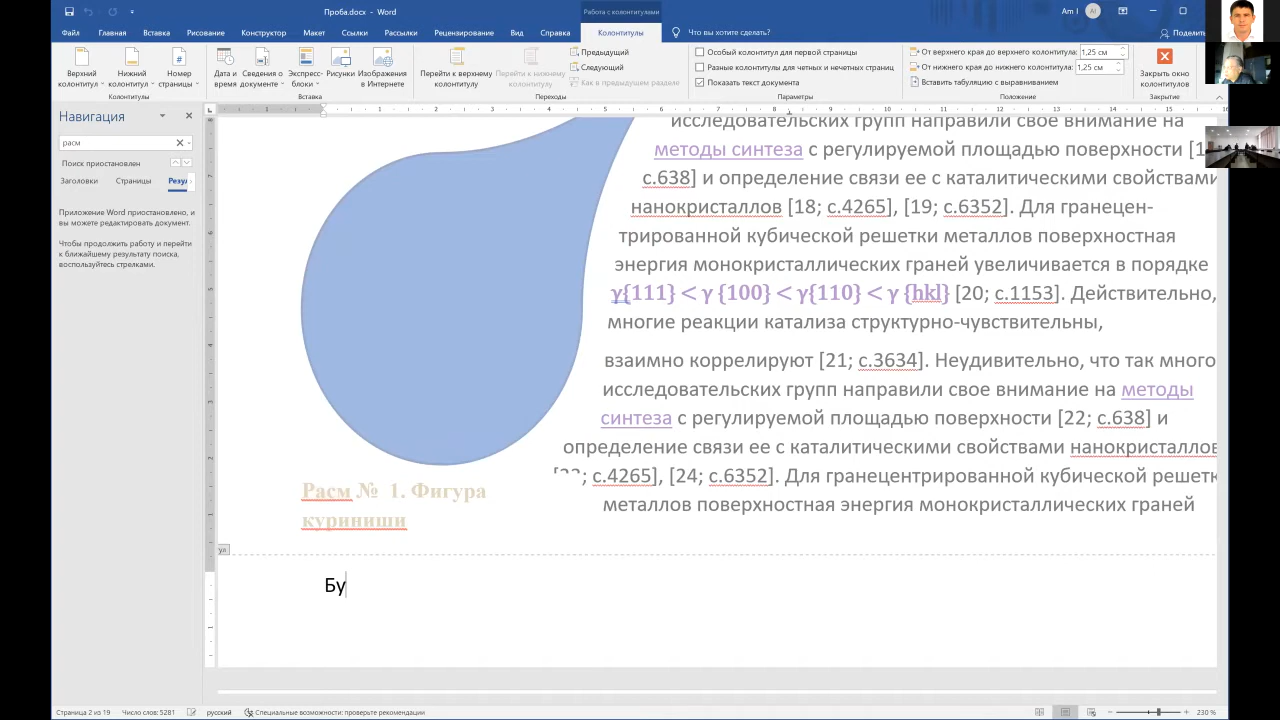 Проба.docx - Word
Работа с колонтитулами
Am I
AI
Файл Главная Вставка Рисование Конструктор Макет Ссылки Рассылки Рецензирование Вид Справка Колонтитулы Что вы хотите сделать?
Верхний колонтитул
Нижний колонтитул
Номер страницы
Колонтитулы
Дата и время
Сведения о документе
Экспресс-блоки
Рисунки
Изображения в Интернете
Вставка
Перейти к верхнему колонтитулу
Перейти к нижнему колонтитулу
Предыдущий
Следующий
Как в предыдущем разделе
Переходы
Особый колонтитул для первой страницы
Разные колонтитулы для четных и нечетных страниц
Показать текст документа
Параметры
От верхнего края до верхнего колонтитула: 1,25 см
От нижнего края до нижнего колонтитула: 1,25 см
Вставить табуляцию с выравниванием
Положение
Закрыть окно колонтитулов
Закрытие
Навигация
расм
Поиск приостановлен
Заголовки Страницы Резул
Приложение Word приостановлено, и
вы можете редактировать документ.
Чтобы продолжить работу и перейти
к ближайшему результату поиска,
воспользуйтесь стрелками.
исследовательских групп направили свое внимание на
методы синтеза с регулируемой площадью поверхности [1
с.638] и определение связи ее с каталитическими свойствами
нанокристаллов [18; с.4265], [19; с.6352]. Для гранецен-
трированной кубической решетки металлов поверхностная
энергия монокристаллических граней увеличивается в порядке
γ{111} < γ {100} < γ{110} < γ {hkl} [20; с.1153]. Действительно,
многие реакции катализа структурно-чувствительны,
взаимно коррелируют [21; с.3634]. Неудивительно, что так много
исследовательских групп направили свое внимание на методы
синтеза с регулируемой площадью поверхности [22; с.638] и
определение связи ее с каталитическими свойствами нанокристаллов
; с.4265], [24; с.6352]. Для гранецентрированной кубической решетк
металлов поверхностная энергия монокристаллических граней
Расм № 1. Фигура
куриниши
ул
Бу
Страница 2 из 19 Число слов: 5281 русский Специальные возможности: проверьте рекомендации 230 %